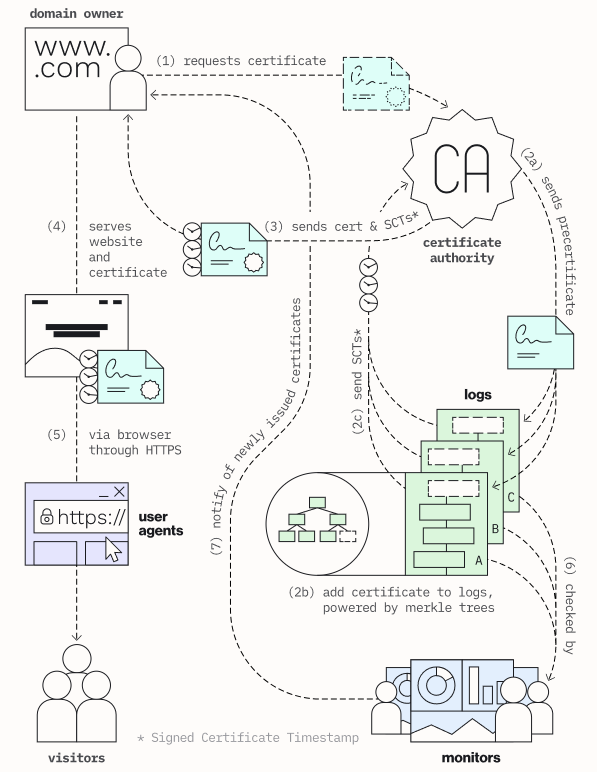 domain owner
www.
.com
(1) requests certificate
CA
(2a) sends precertificate
(3) sends cert & SCTs*
certificate
authority
(4) serves
website
and
certificate
(2c) send SCTs*
(7) notify of newly issued certificates
logs
(5) via browser
through HTTPS
https://
user
agents
C
B
A
(2b) add certificate to logs,
powered by merkle trees
(6) checked by
* Signed Certificate Timestamp
visitors
monitors